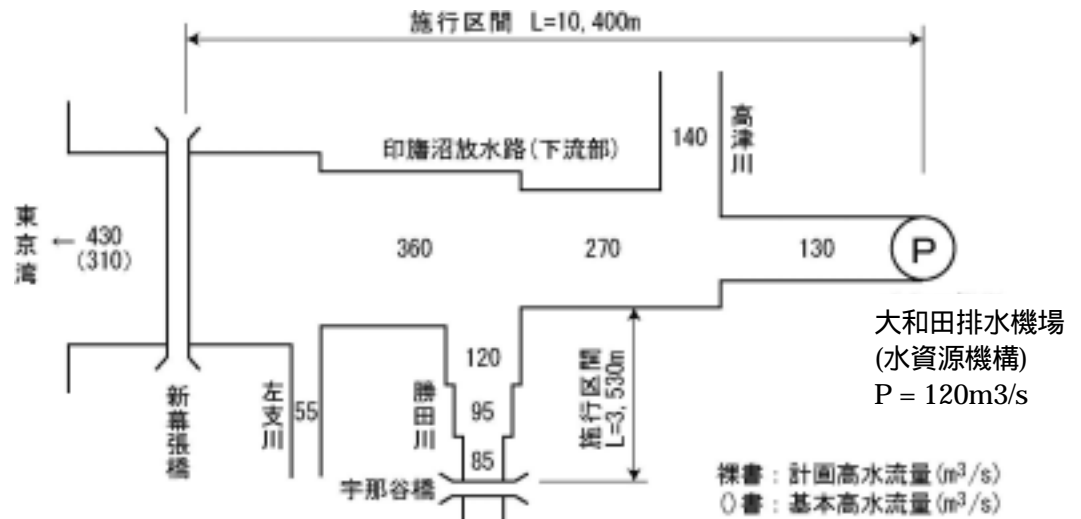 施行区間 L=10,400m
印旛沼放水路(下流部)
140
高津川
東京湾
← 430
(310)
360
270
130
P
大和田排水機場
(水資源機構)
P = 120m3/s
新幕張橋
左支川
55
勝田川
120
95
85
施行区間
L=3,530m
宇那谷橋
裸書:計画高水流量(m³/s)
()書:基本高水流量(m³/s)